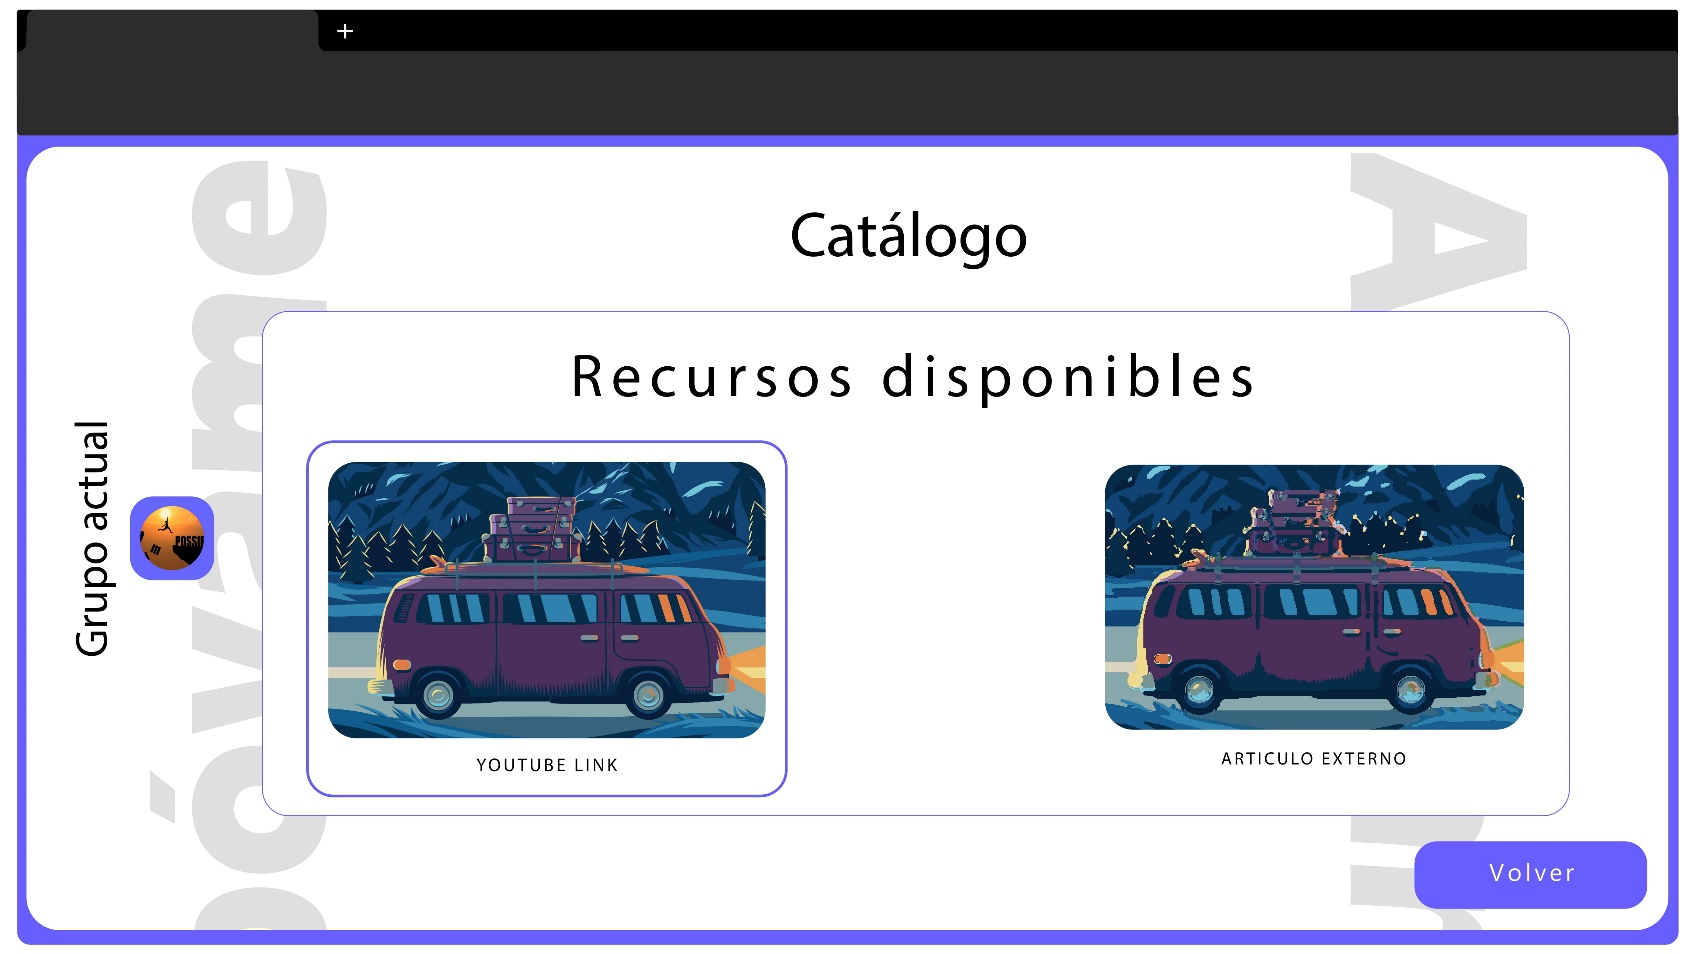 +
Catálogo
Recursos disponibles
Grupo actual
YOUTUBE LINK
ARTICULO EXTERNO
Volver